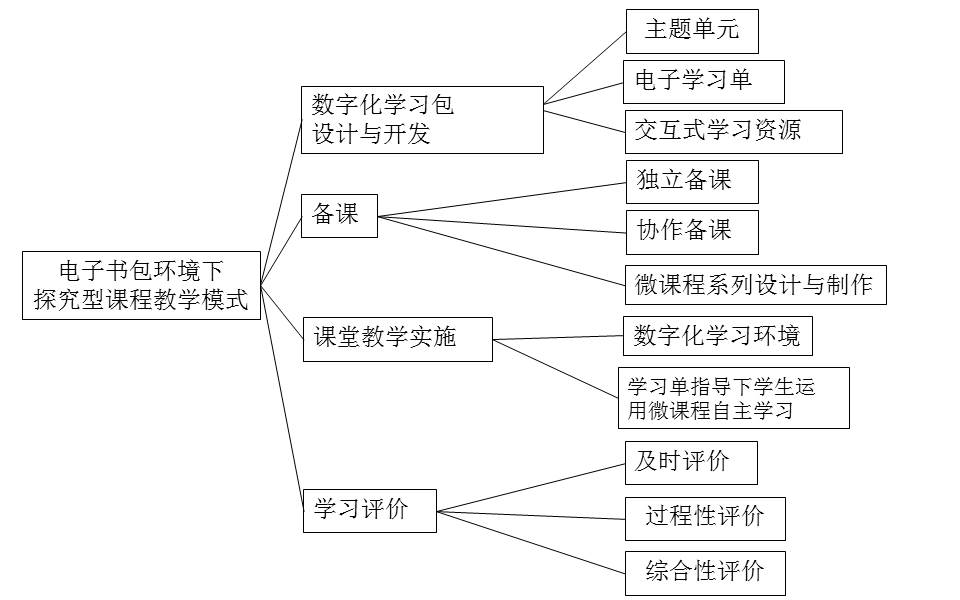 电子书包环境下
探究型课程教学模式
数字化学习包
设计与开发
主题单元
电子学习单
交互式学习资源
备课
独立备课
协作备课
微课程系列设计与制作
课堂教学实施
数字化学习环境
学习单指导下学生运
用微课程自主学习
学习评价
及时评价
过程性评价
综合性评价